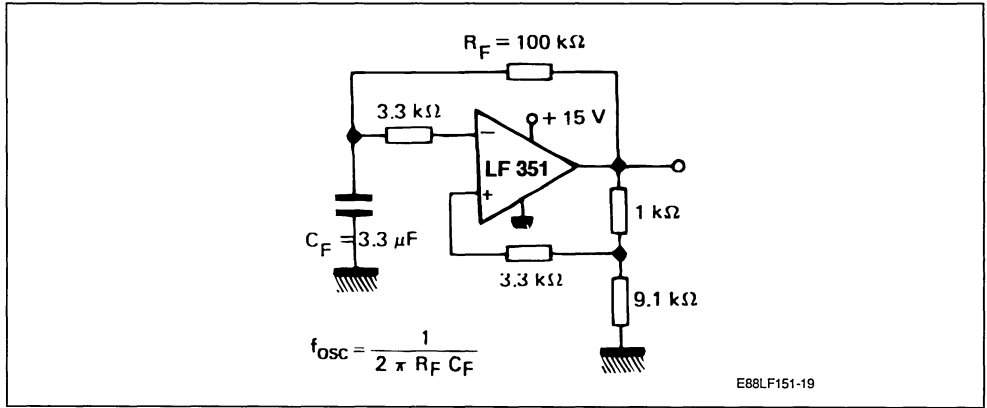 R_F = 100 kΩ
3.3 kΩ
+ 15 V
−
LF 351
+
1 kΩ
C_F = 3.3 μF
3.3 kΩ
9.1 kΩ
f_osc = 1 / 2 π R_F C_F
E88LF151-19